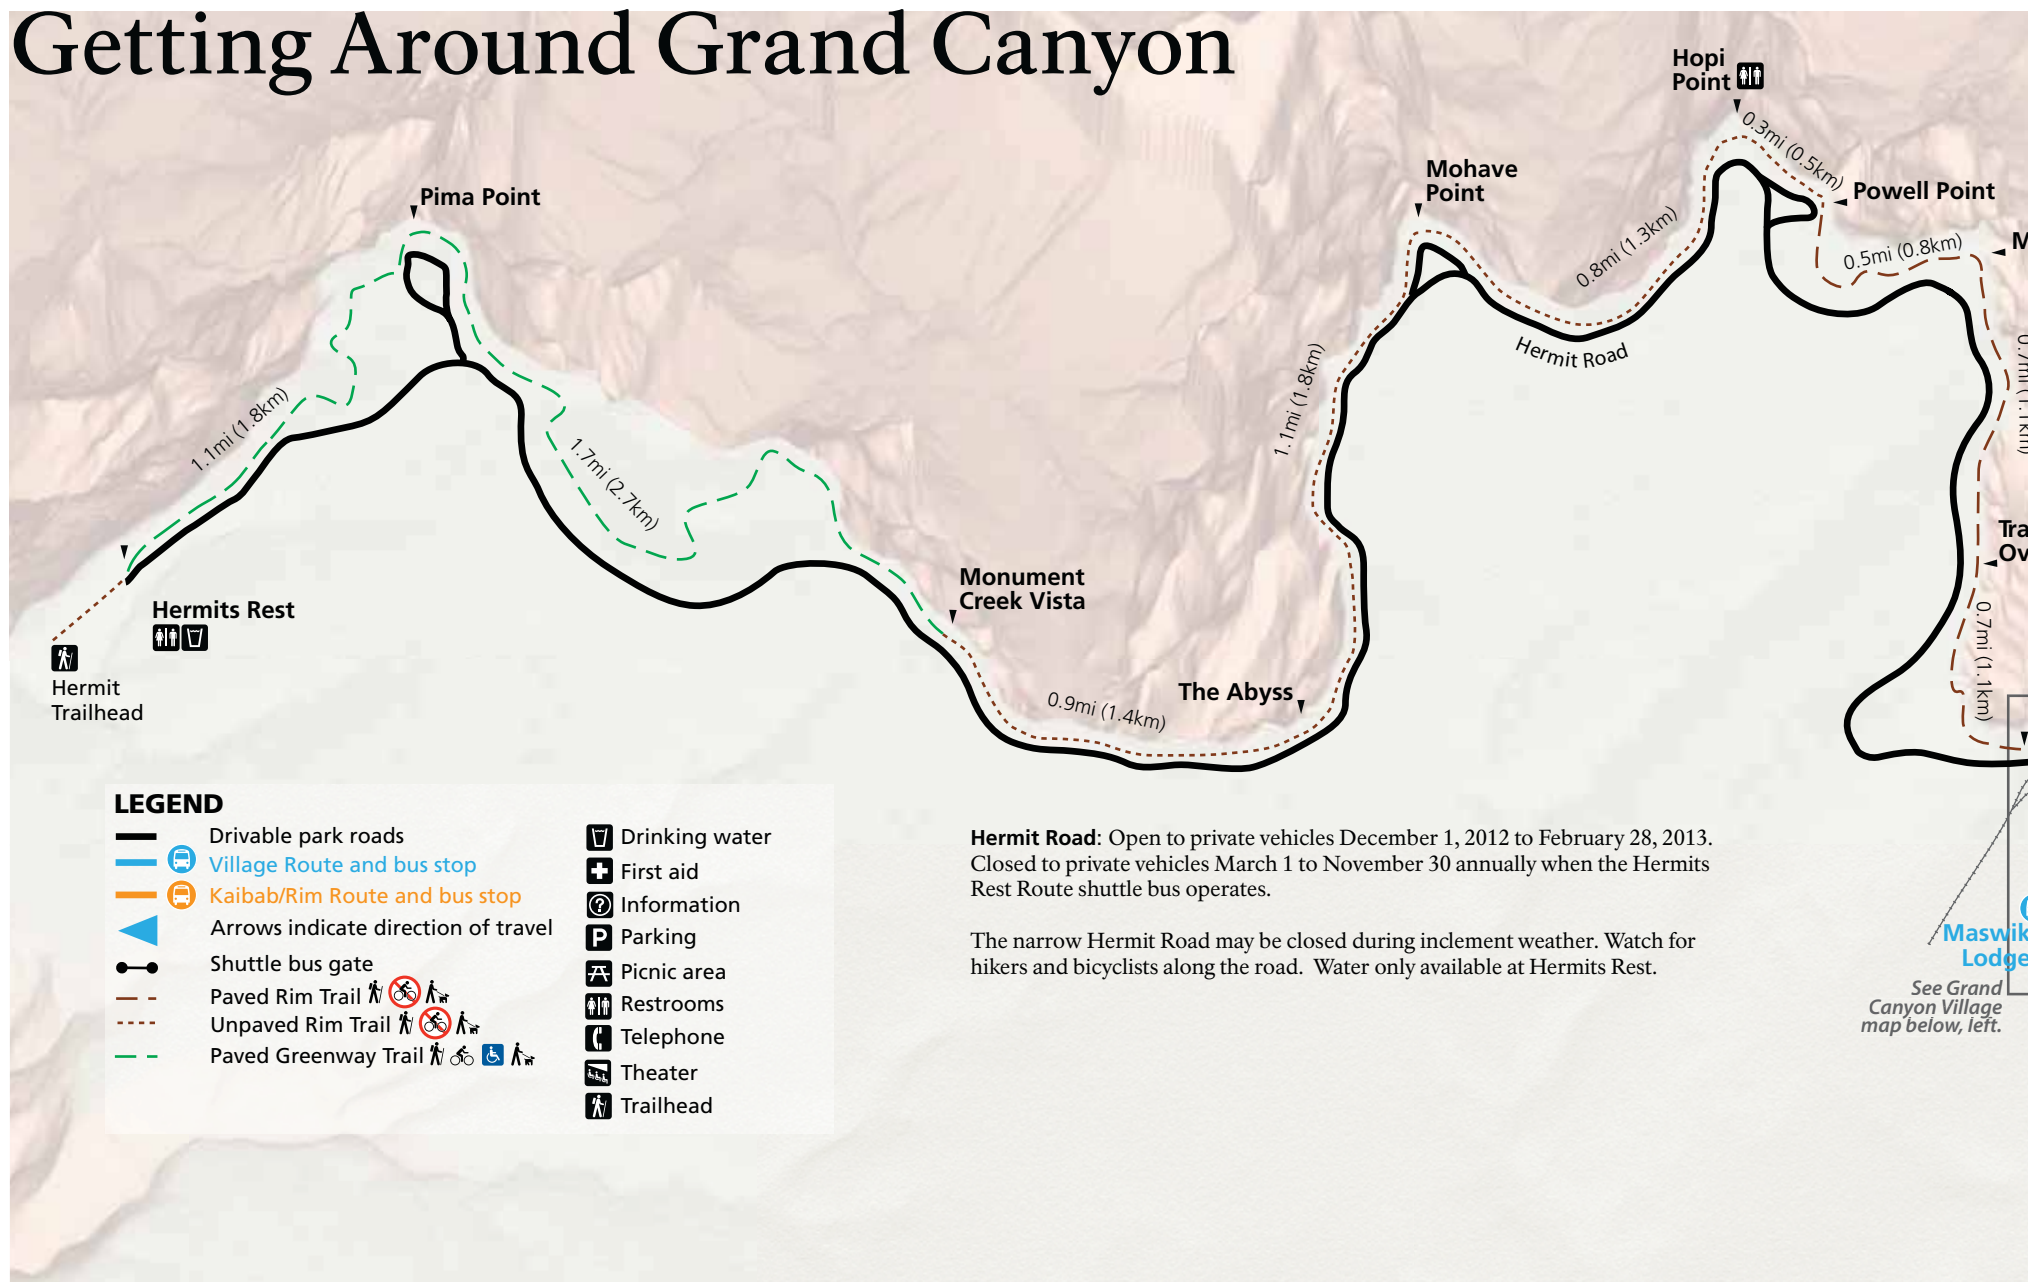 Getting Around Grand Canyon
Hopi
Point
0.3mi (0.5km)
Mohave
Point
Powell Point
Pima Point
0.8mi (1.3km)
0.5mi (0.8km)
M
Hermit Road
0.7mi (1.1km)
1.1mi (1.8km)
1.1mi (1.8km)
1.7mi (2.7km)
Tra
Ov
Monument
Creek Vista
Hermits Rest
0.7mi (1.1km)
Hermit
Trailhead
The Abyss
0.9mi (1.4km)
LEGEND
Drivable park roads
Village Route and bus stop
Kaibab/Rim Route and bus stop
Arrows indicate direction of travel
Shuttle bus gate
Paved Rim Trail
Unpaved Rim Trail
Paved Greenway Trail
Drinking water
First aid
Information
Parking
Picnic area
Restrooms
Telephone
Theater
Trailhead
Hermit Road: Open to private vehicles December 1, 2012 to February 28, 2013.
Closed to private vehicles March 1 to November 30 annually when the Hermits
Rest Route shuttle bus operates.
The narrow Hermit Road may be closed during inclement weather. Watch for
hikers and bicyclists along the road. Water only available at Hermits Rest.
Maswik
Lodge
See Grand
Canyon Village
map below, left.